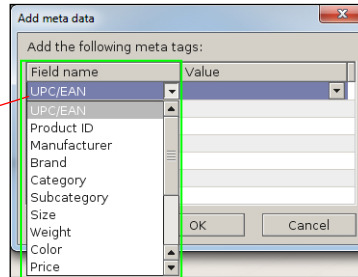 Add meta data
x
Add the following meta tags:
Field name Value
UPC/EAN
UPC/EAN
Product ID
Manufacturer
Brand
Category
Subcategory
Size
Weight
Color
Price
OK Cancel